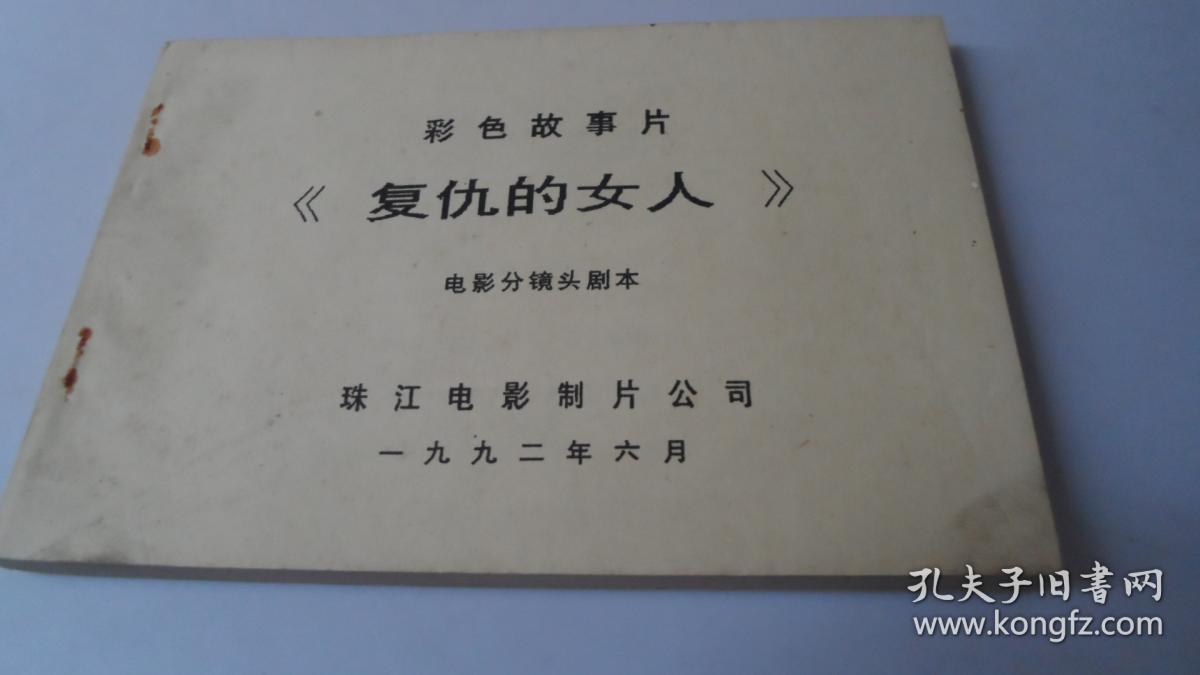 彩色故事片
《复仇的女人》
电影分镜头剧本
珠江电影制片公司
一九九二年六月
孔夫子旧书网
www.kongfz.com